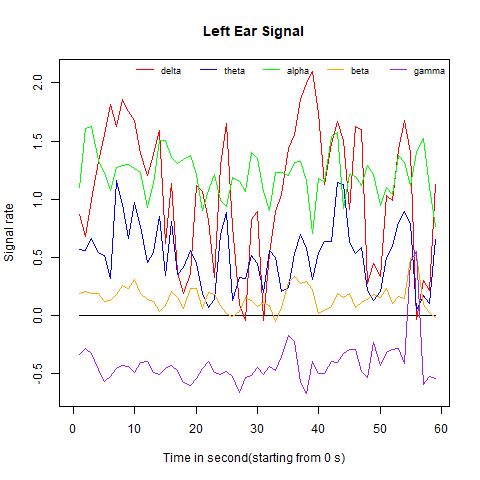 Left Ear Signal
delta theta alpha beta gamma
2.0
1.5
1.0
0.5
0.0
-0.5
Signal rate
0 10 20 30 40 50 60
Time in second(starting from 0 s)